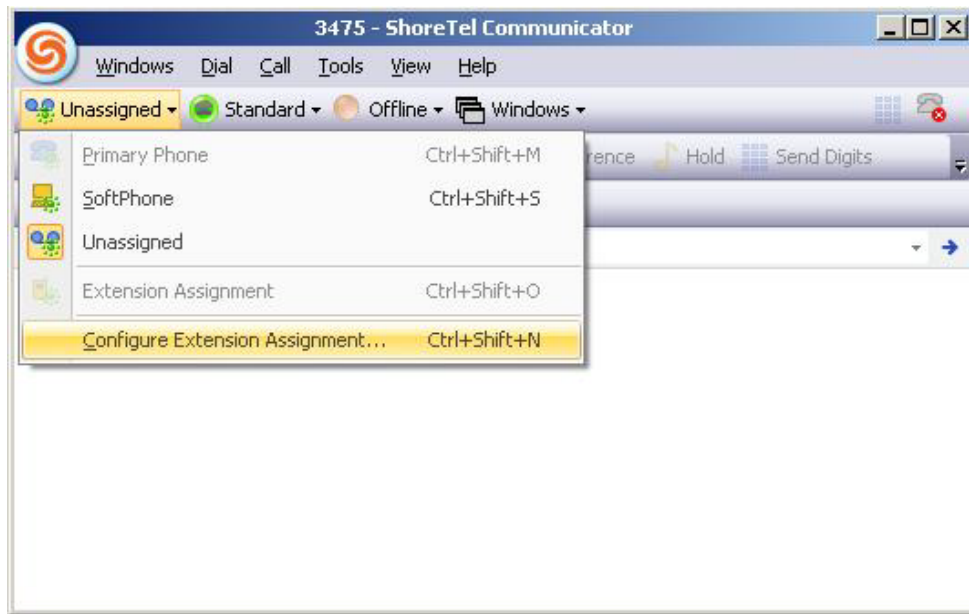 3475 - ShoreTel Communicator
Windows Dial Call Tools View Help
Unassigned Standard Offline Windows
Primary Phone Ctrl+Shift+M rence Hold Send Digits
SoftPhone Ctrl+Shift+S
Unassigned
Extension Assignment Ctrl+Shift+O
Configure Extension Assignment... Ctrl+Shift+N